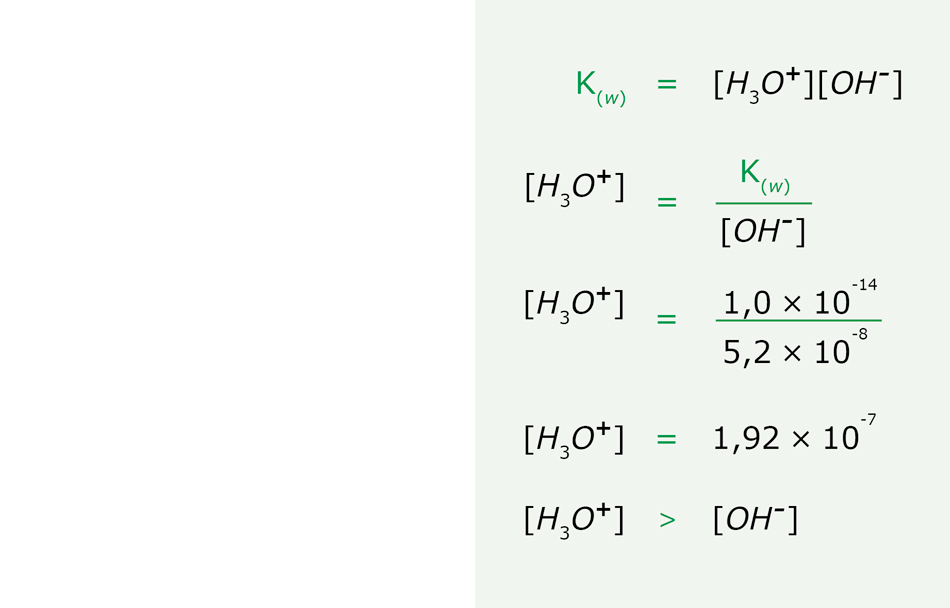 K(w) = [H₃O⁺][OH⁻]
[H₃O⁺] = K(w) / [OH⁻]
[H₃O⁺] = 1,0 × 10⁻¹⁴ / 5,2 × 10⁻⁸
[H₃O⁺] = 1,92 × 10⁻⁷
[H₃O⁺] > [OH⁻]